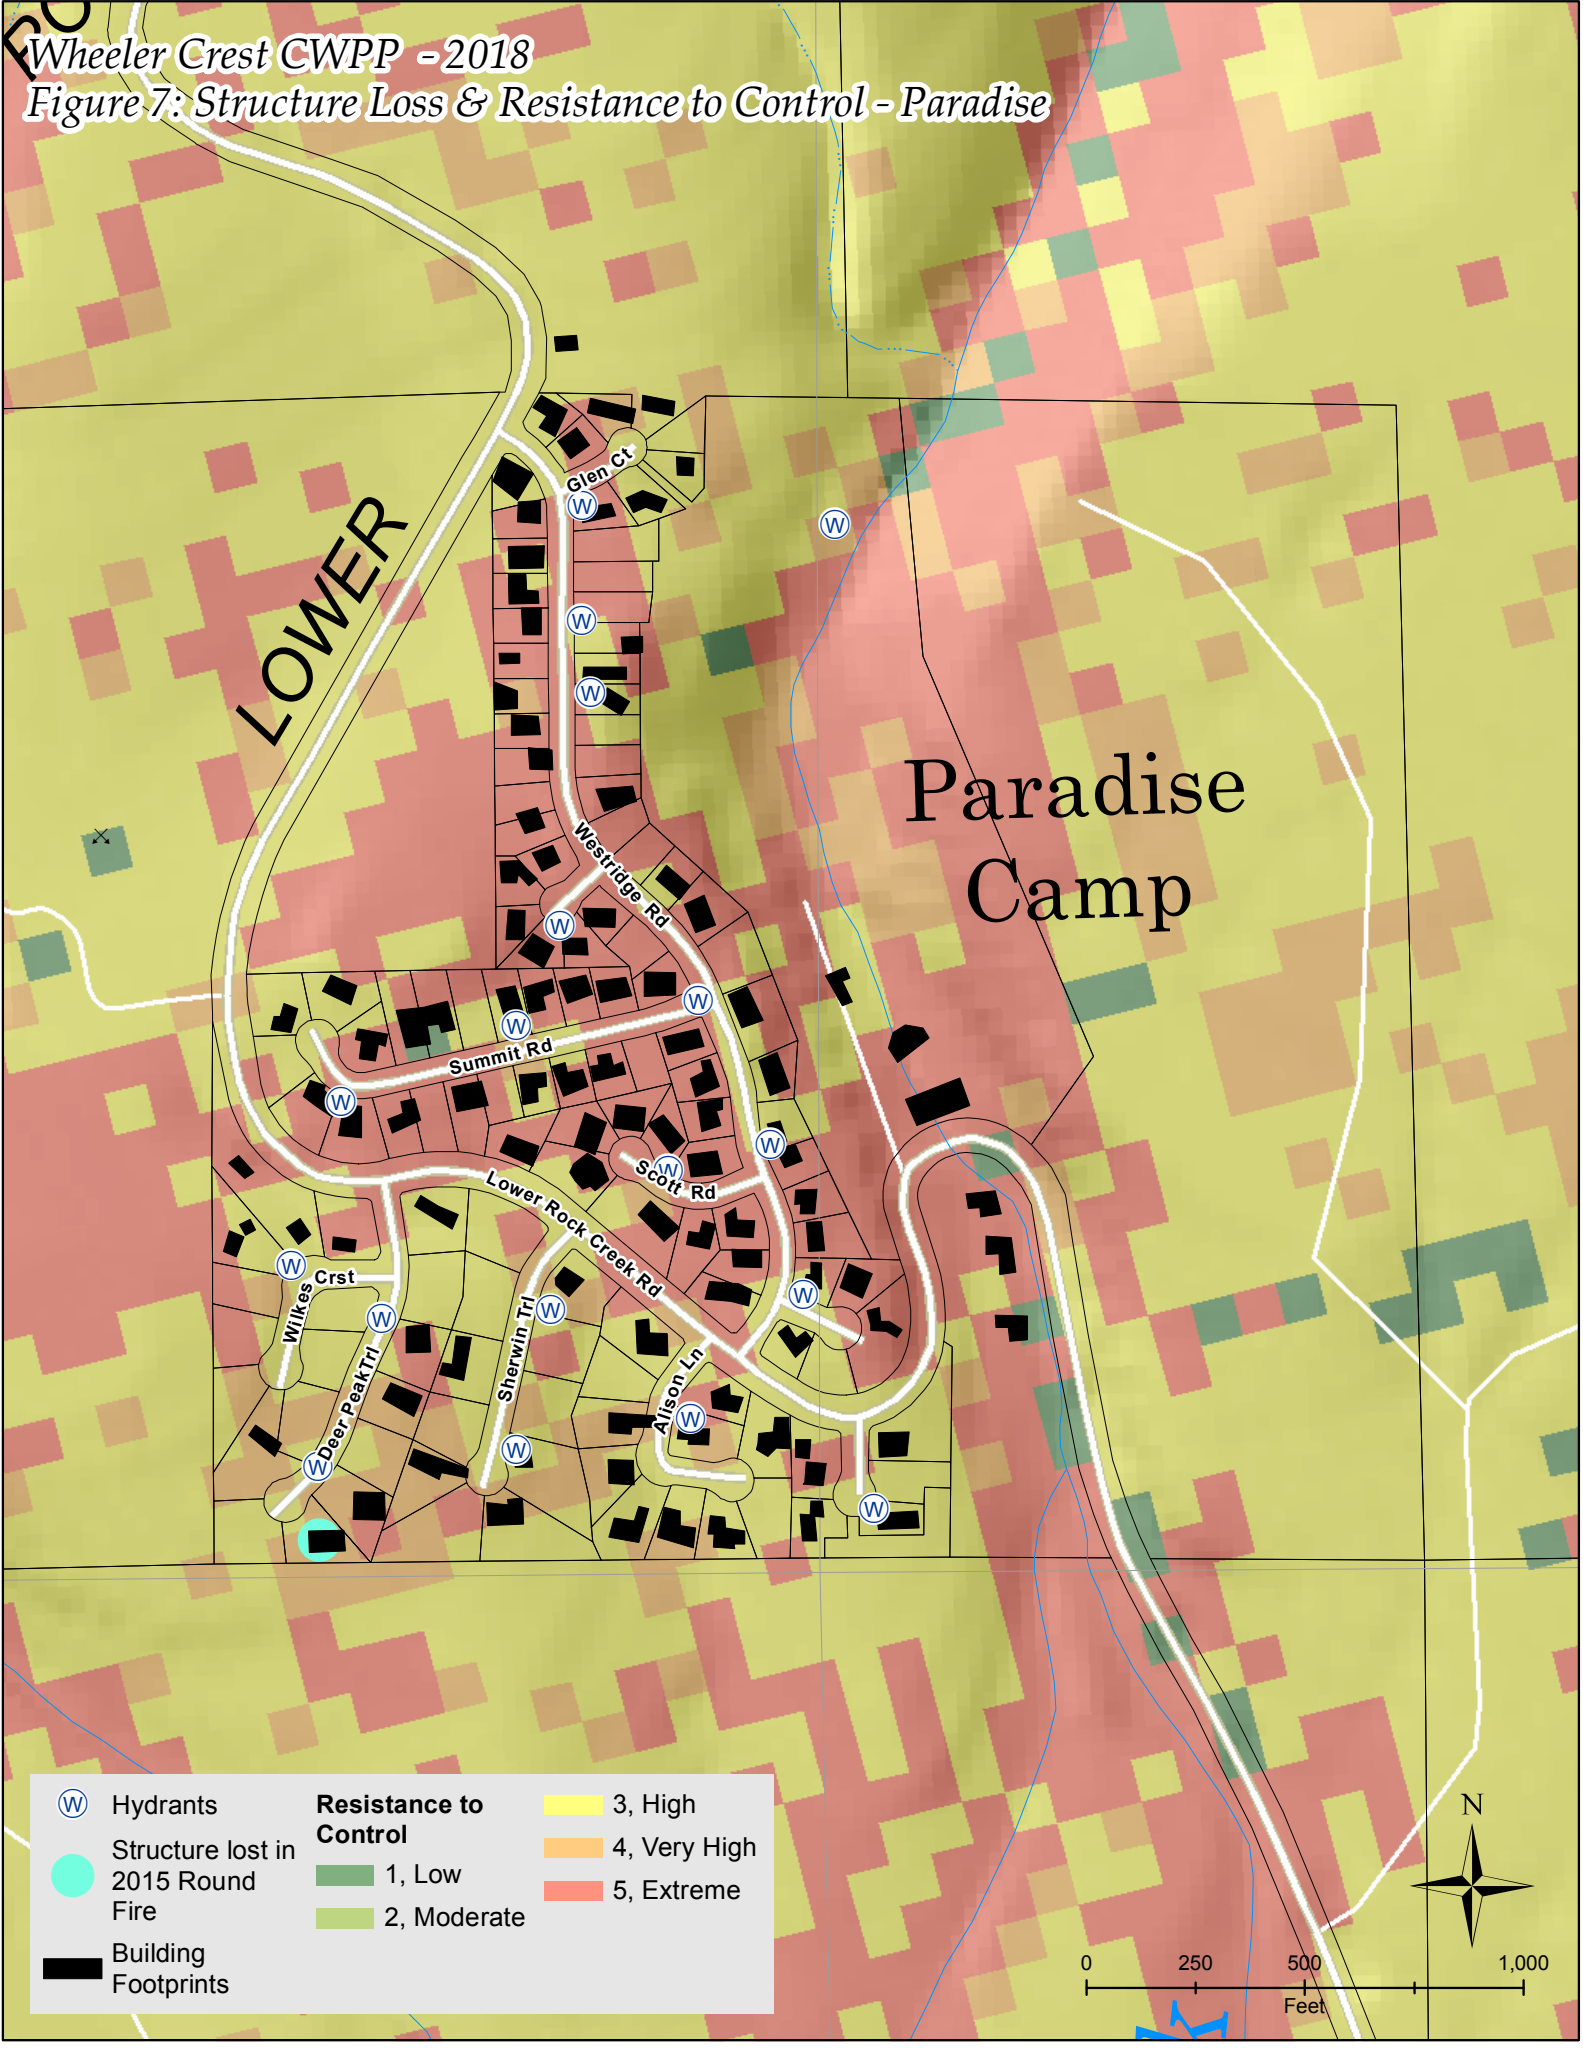 Wheeler Crest CWPP - 2018
Figure 7: Structure Loss & Resistance to Control - Paradise
LOWER
Glen Ct
W
W
W
W
Paradise
Camp
Westridge Rd
W
W
W
Summit Rd
W
W
W
Scott Rd
Lower Rock Creek Rd
W
Wilkes Crst
W
Deer PeakTrl
Sherwin Trl
W
W
Alison Ln
W
W
W
W
W Hydrants
Structure lost in
2015 Round
Fire
Building
Footprints
Resistance to
Control
1, Low
2, Moderate
3, High
4, Very High
5, Extreme
N
0 250 500 1,000
Feet